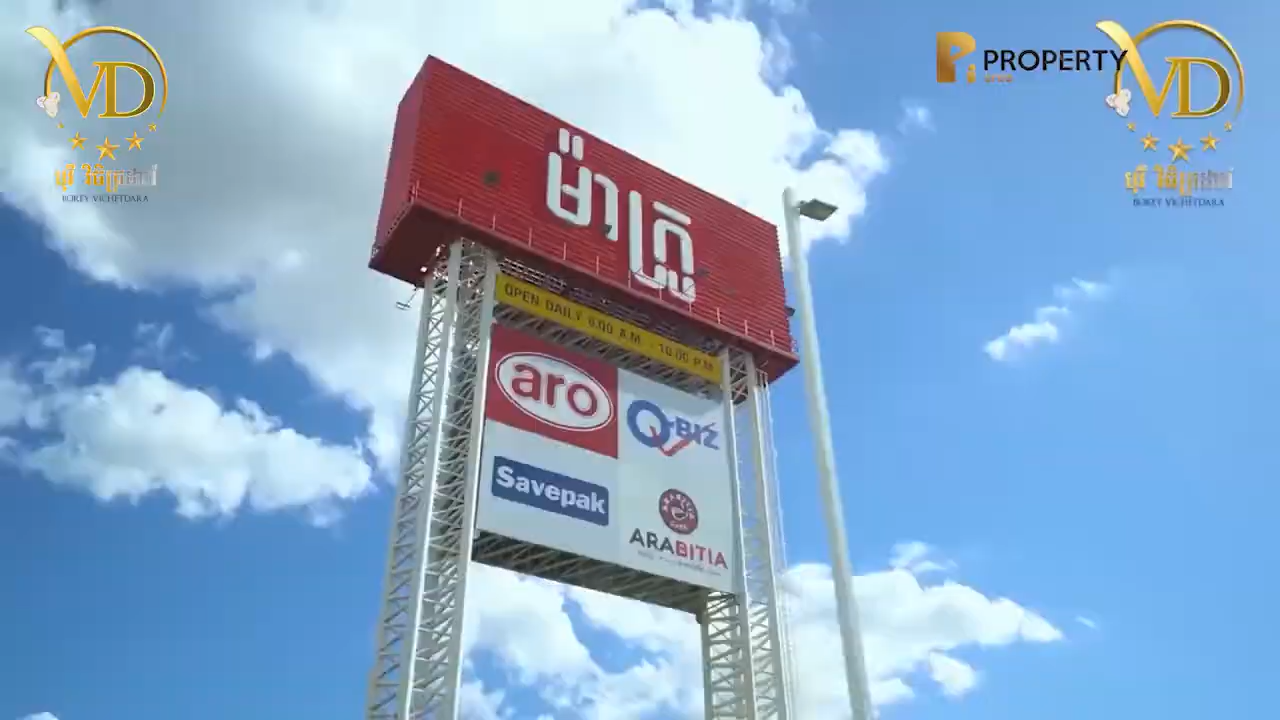 VD
បុរី វិចិត្រដារ៉ា
BOREY VICHETDARA
PROPERTY
VD
បុរី វិចិត្រដារ៉ា
BOREY VICHETDARA
ម៉ាក្រូ
OPEN DAILY 6.00 A.M. - 10.00 P.M.
aro
Q-BIZ
Savepak
ARABITIA